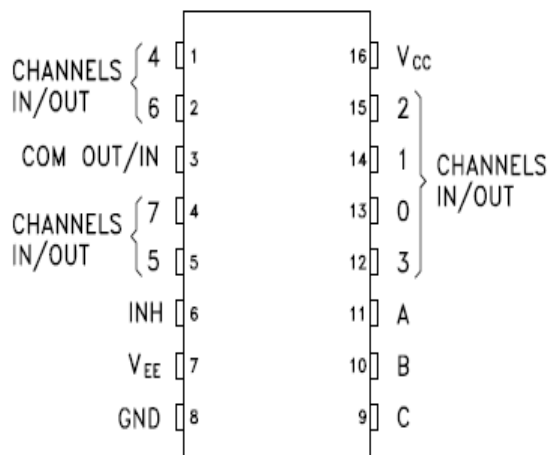 4 1 16 VCC
CHANNELS IN/OUT
6 2 15 2
COM OUT/IN 3 14 1
CHANNELS IN/OUT
7 4 13 0
CHANNELS IN/OUT
5 5 12 3
INH 6 11 A
VEE 7 10 B
GND 8 9 C